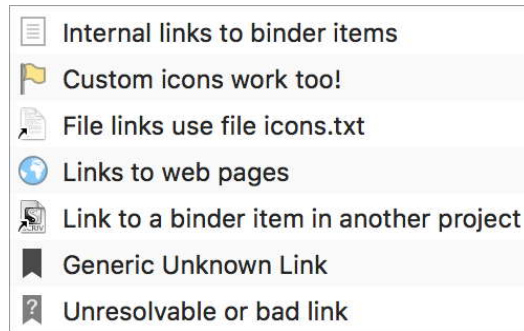 Internal links to binder items
Custom icons work too!
File links use file icons.txt
Links to web pages
Link to a binder item in another project
Generic Unknown Link
Unresolvable or bad link